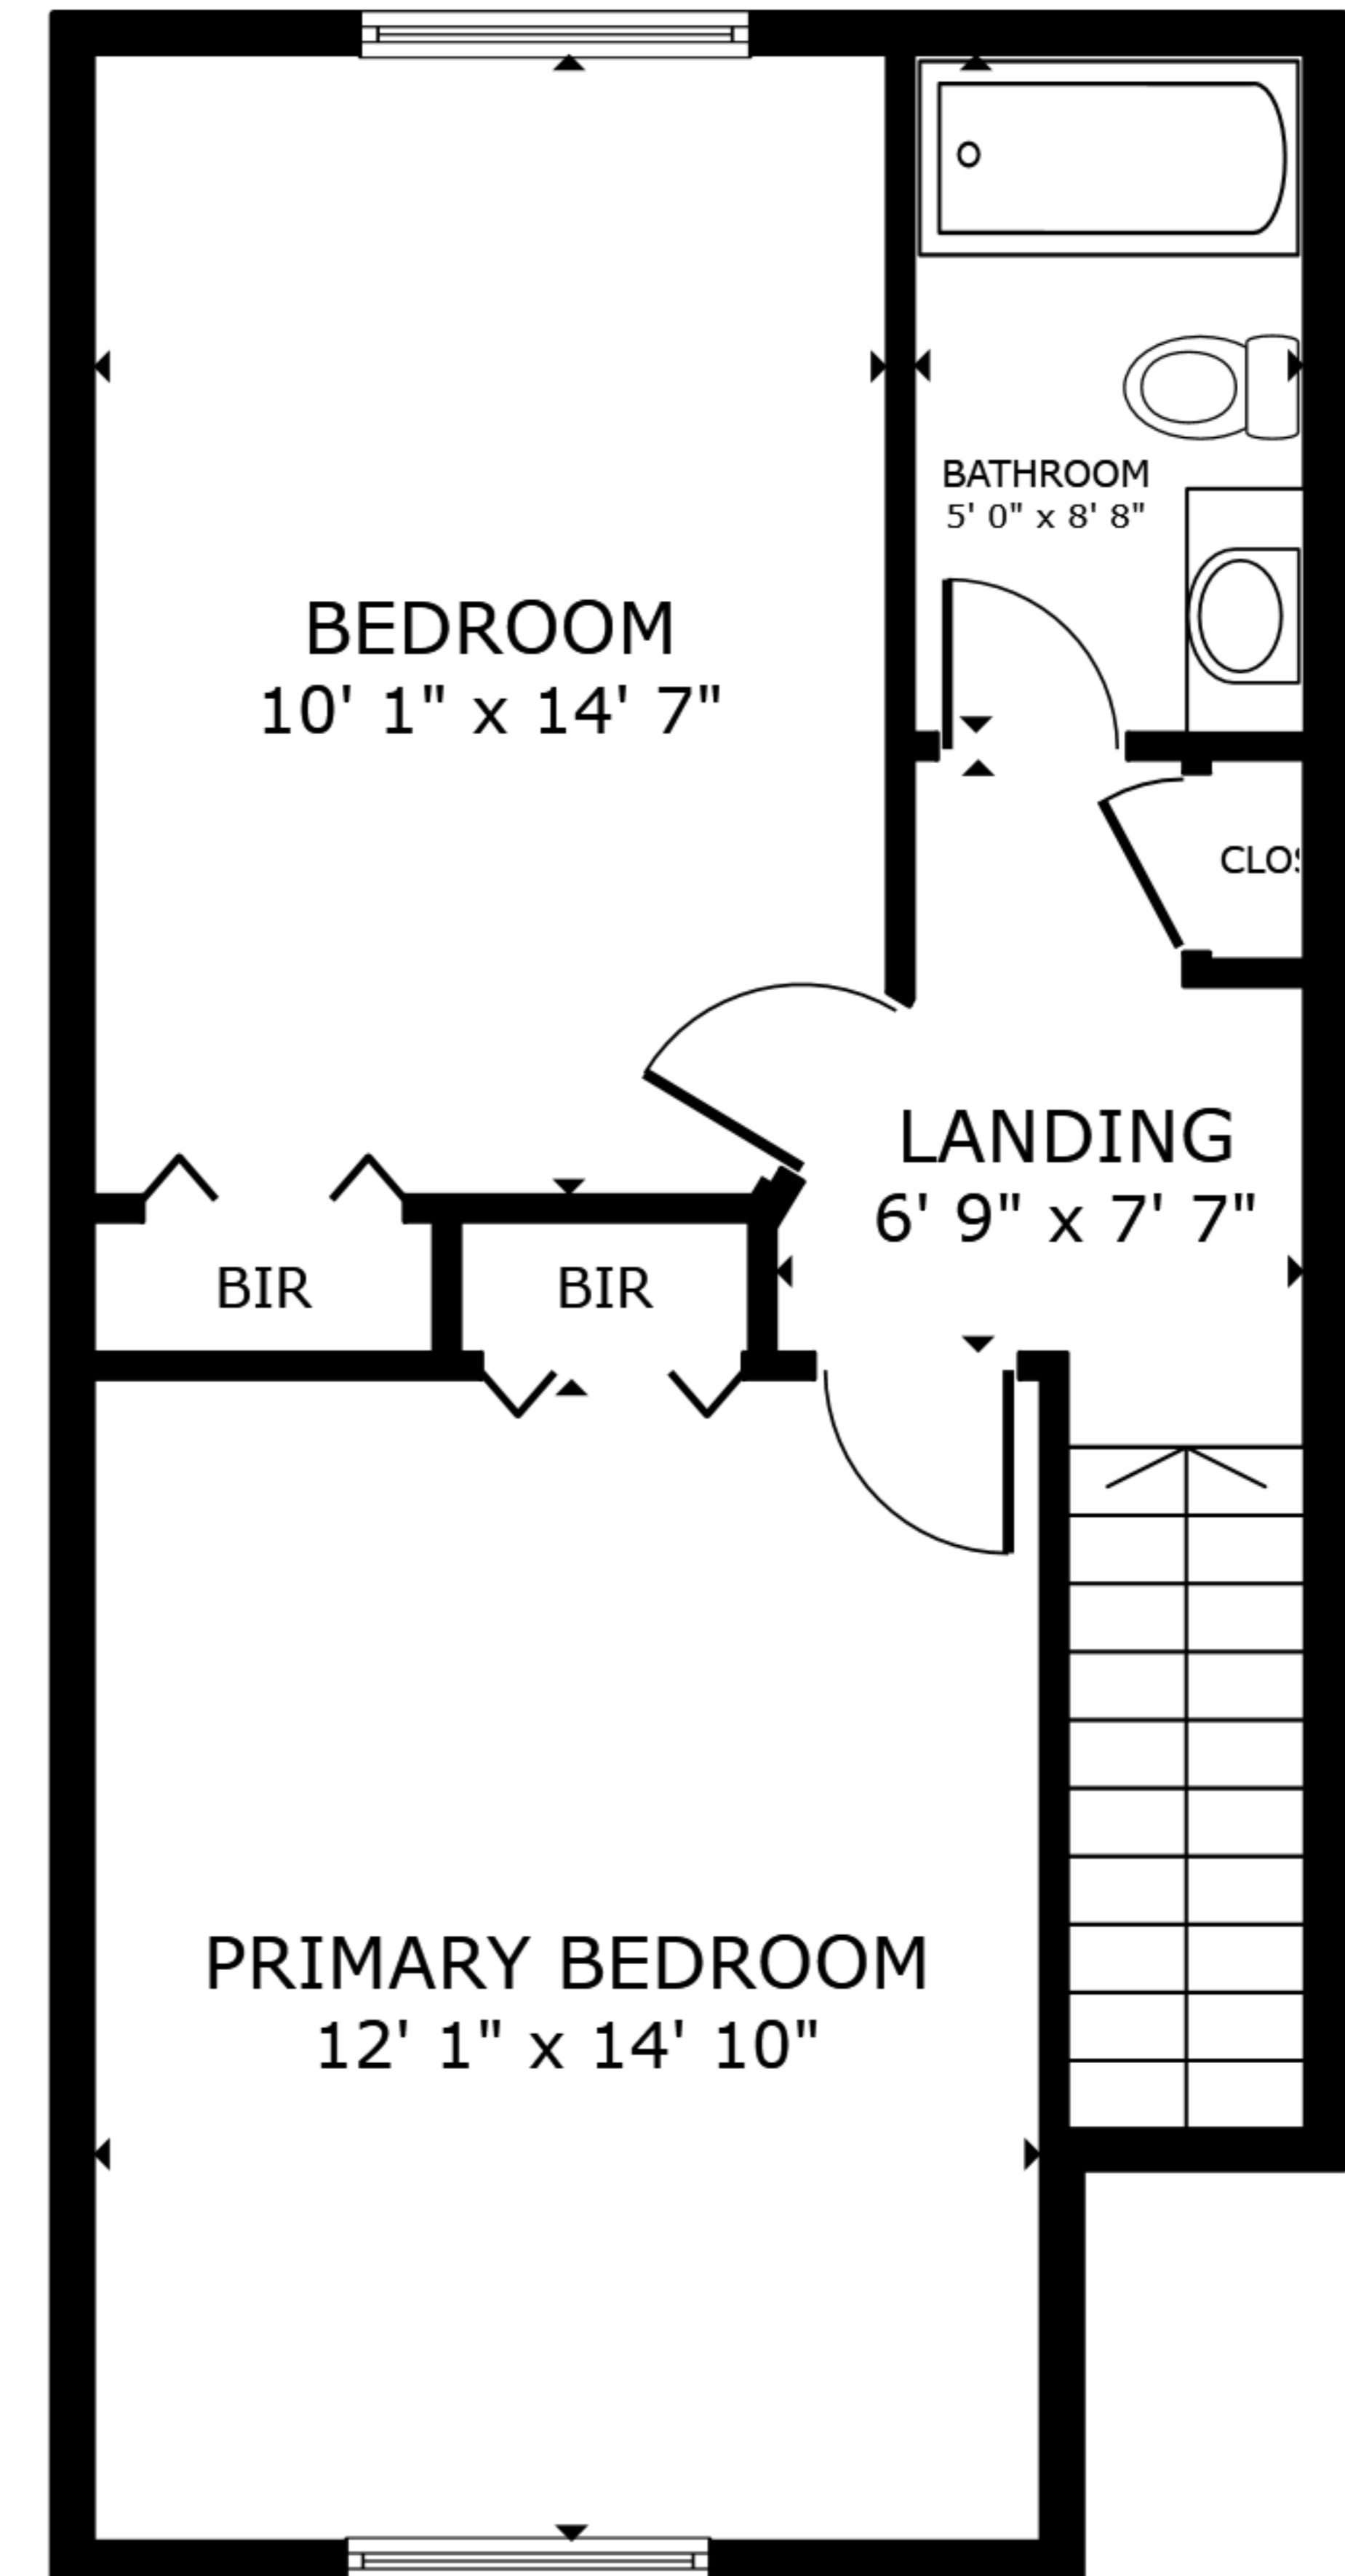 BATHROOM
5' 0" x 8' 8"
BEDROOM
10' 1" x 14' 7"
CLOS
LANDING
6' 9" x 7' 7"
BIR
BIR
PRIMARY BEDROOM
12' 1" x 14' 10"